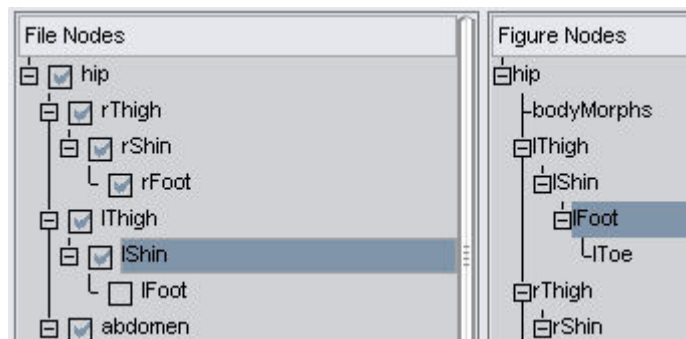 File Nodes
hip
rThigh
rShin
rFoot
lThigh
lShin
lFoot
abdomen
Figure Nodes
hip
bodyMorphs
lThigh
lShin
lFoot
lToe
rThigh
rShin